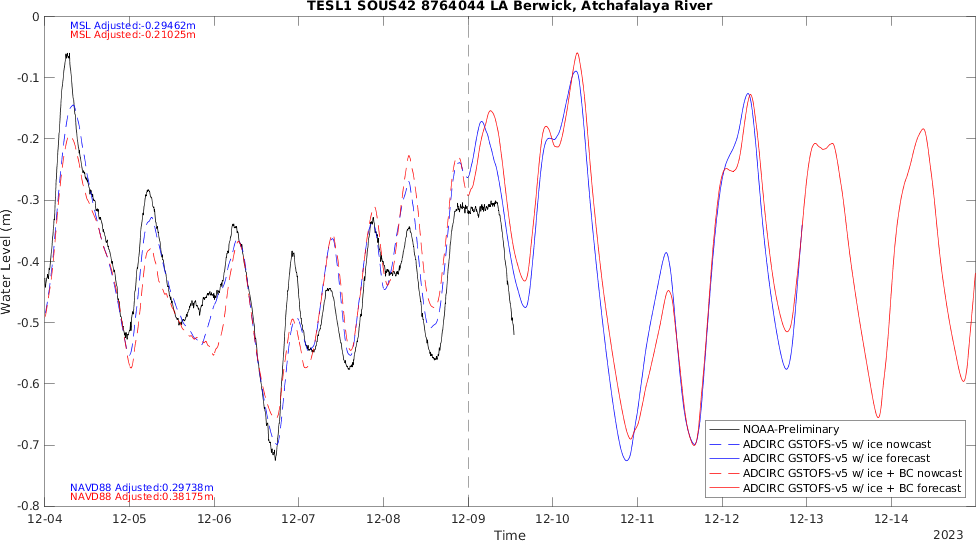 TESL1 SOUS42 8764044 LA Berwick, Atchafalaya River
MSL Adjusted:-0.29462m
MSL Adjusted:-0.21025m
0
-0.1
-0.2
-0.3
-0.4
-0.5
-0.6
-0.7
-0.8
Water Level (m)
NAVD88 Adjusted:0.29738m
NAVD88 Adjusted:0.38175m
NOAA-Preliminary
ADCIRC GSTOFS-v5 w/ ice nowcast
ADCIRC GSTOFS-v5 w/ ice forecast
ADCIRC GSTOFS-v5 w/ ice + BC nowcast
ADCIRC GSTOFS-v5 w/ ice + BC forecast
12-04 12-05 12-06 12-07 12-08 12-09 12-10 12-11 12-12 12-13 12-14
Time
2023